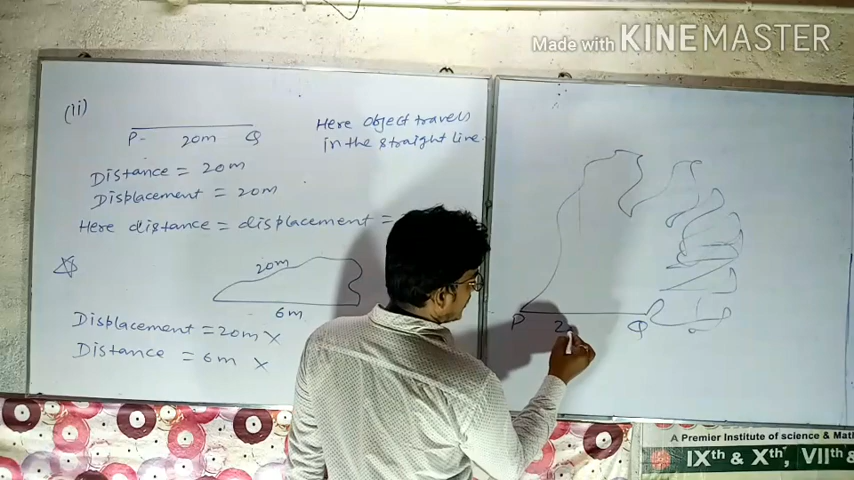 Made with KINEMASTER
(ii)
P 20m Q
Here object travels
in the straight line.
Distance = 20m
Displacement = 20m
Here distance = displacement =
20m
6m
Displacement = 20m X
Distance = 6m X
P 2 Q
A Premier Institute of science & Math
IXth & Xth, VIIth &